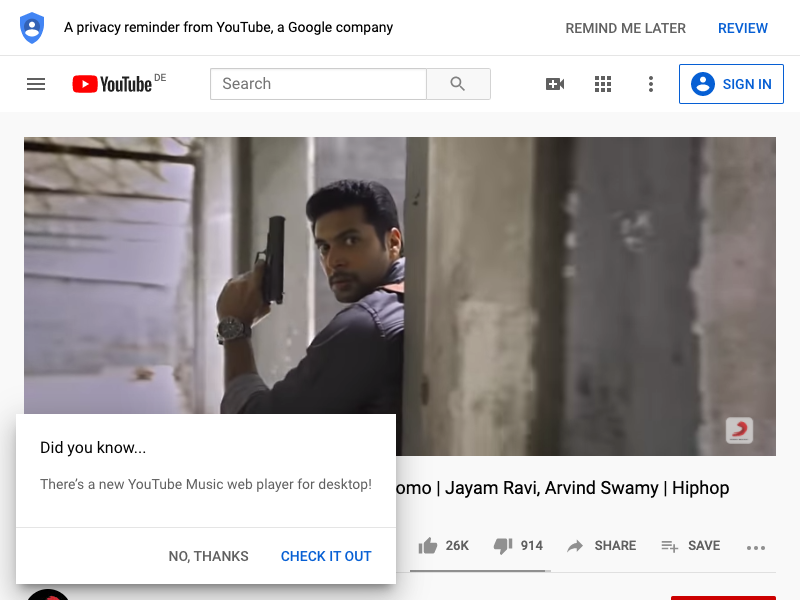 A privacy reminder from YouTube, a Google company
REMIND ME LATER
REVIEW
YouTube DE
Search
SIGN IN
Did you know...
There's a new YouTube Music web player for desktop!
NO, THANKS
CHECK IT OUT
omo | Jayam Ravi, Arvind Swamy | Hiphop
26K
914
SHARE
SAVE